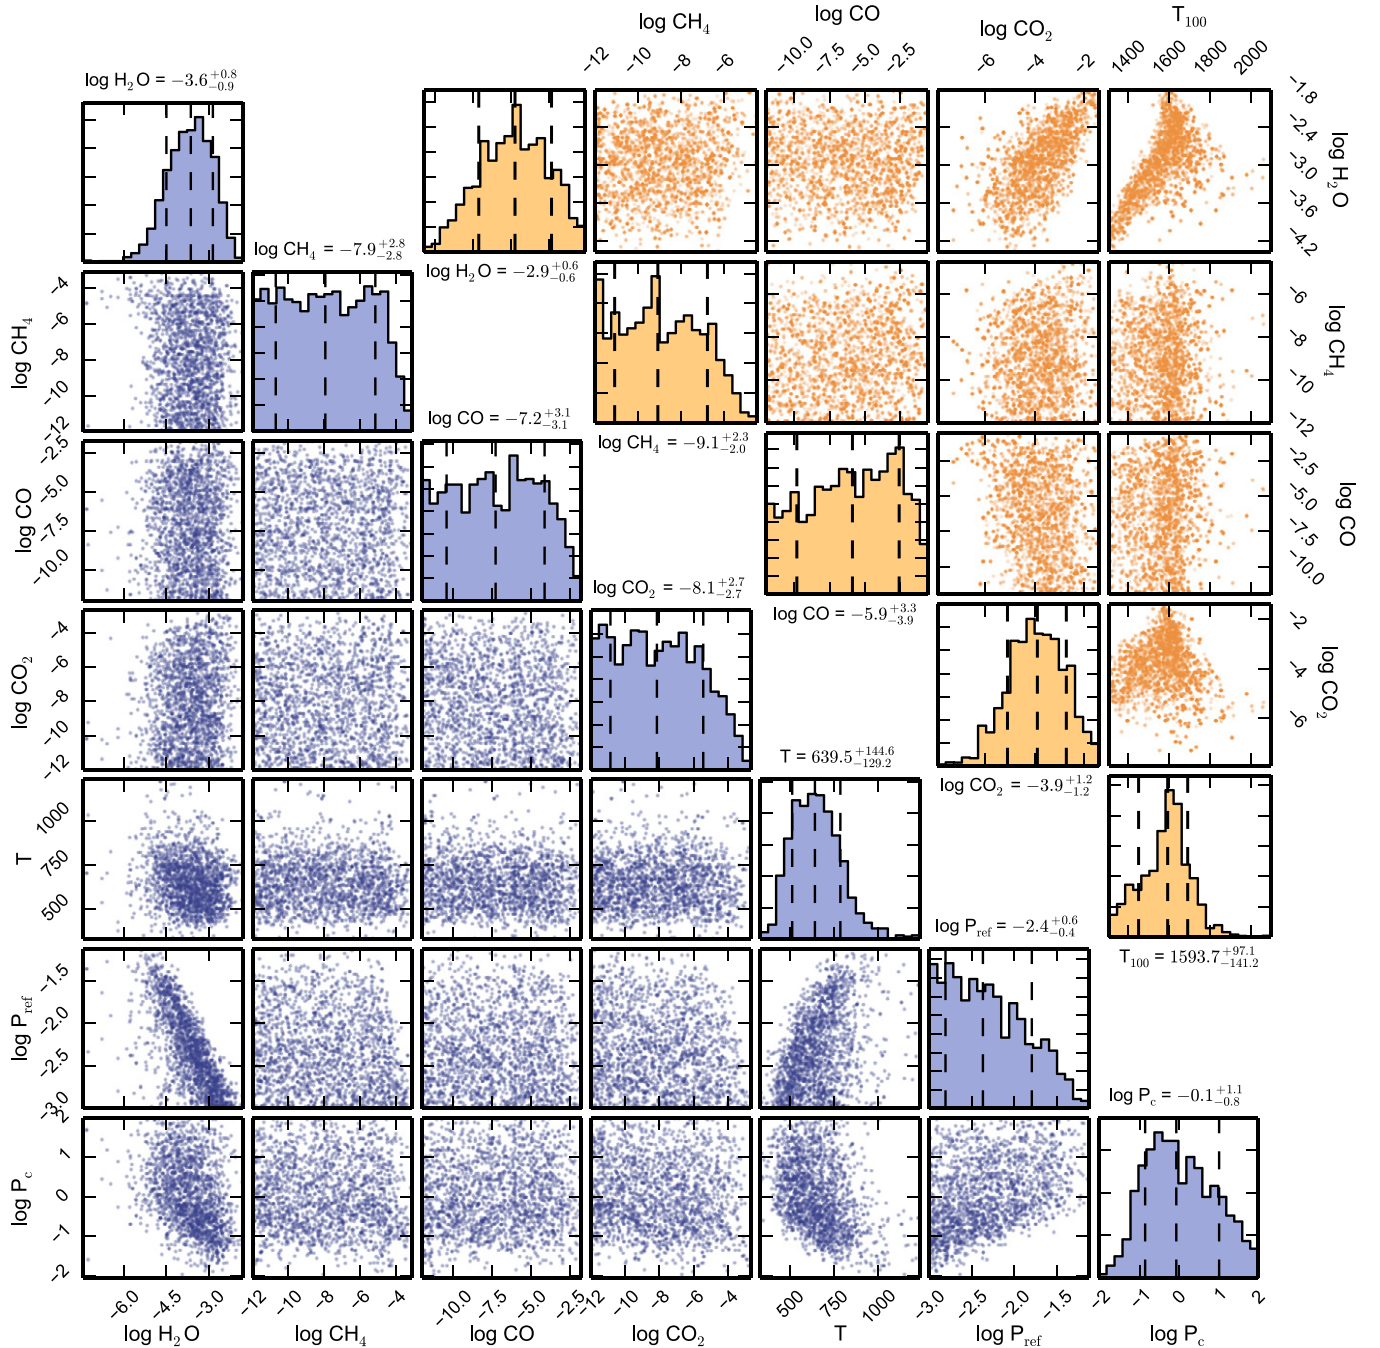 log CH₄ log CO log CO₂ T₁₀₀
−12 −10 −8 −6 −10.0 −7.5 −5.0 −2.5 −6 −4 −2 1400 1600 1800 2000
log H₂O = −3.6^{+0.8}_{−0.9}
−1.8 −2.4 −3.0 −3.6 −4.2 log H₂O
log CH₄ = −7.9^{+2.8}_{−2.8}
log H₂O = −2.9^{+0.6}_{−0.6}
log CH₄ −4 −6 −8 −10 −12
−6 −8 −10 −12 log CH₄
log CO = −7.2^{+3.1}_{−3.1}
log CH₄ = −9.1^{+2.3}_{−2.0}
log CO −2.5 −5.0 −7.5 −10.0
−2.5 −5.0 −7.5 −10.0 log CO
log CO₂ = −8.1^{+2.7}_{−2.7}
log CO = −5.9^{+3.3}_{−3.9}
log CO₂ −4 −6 −8 −10 −12
−2 −4 −6 log CO₂
T = 639.5^{+144.6}_{−129.2}
log CO₂ = −3.9^{+1.2}_{−1.2}
T 1000 750 500
log P_ref = −2.4^{+0.6}_{−0.4}
T₁₀₀ = 1593.7^{+97.1}_{−141.2}
log P_ref −1.5 −2.0 −2.5 −3.0
log P_c = −0.1^{+1.1}_{−0.8}
log P_c 2 1 0 −1 −2
−6.0 −4.5 −3.0 −12 −10 −8 −6 −4 −10.0 −7.5 −5.0 −2.5 −12 −10 −8 −6 −4 500 750 1000 −3.0 −2.5 −2.0 −1.5 −2 −1 0 1 2
log H₂O log CH₄ log CO log CO₂ T log P_ref log P_c